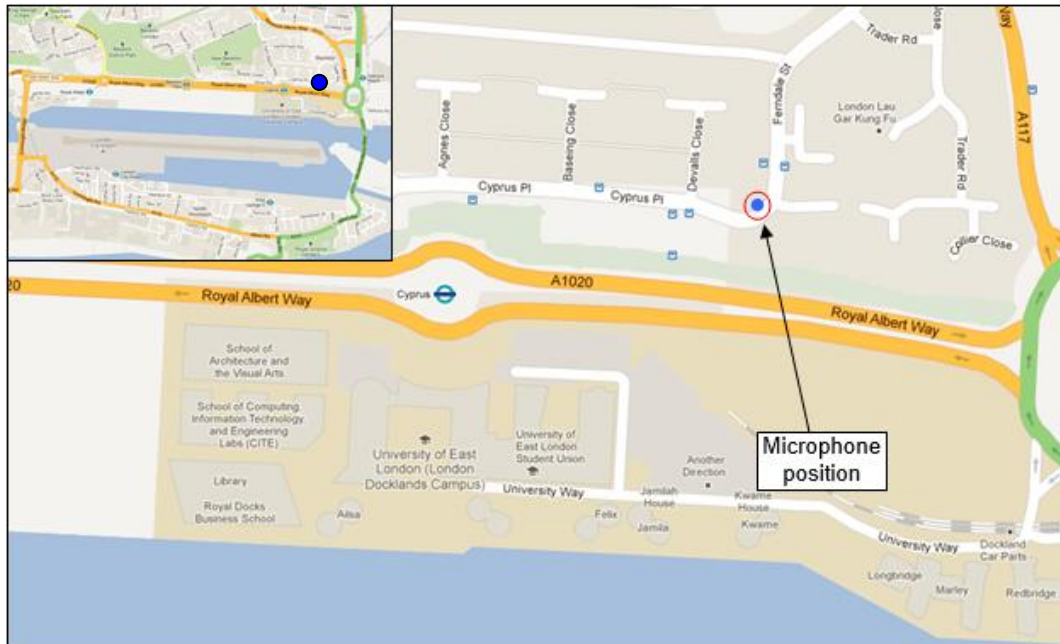 Trader Rd
Close
Way
Ferndale St
London Lau
Gar Kung Fu
A117
Agnes Close
Baseing Close
Devalls Close
Trader Rd
Cyprus Pl
Cyprus Pl
Collier Close
A1020
Cyprus
20
Royal Albert Way
Royal Albert Way
School of
Architecture and
the Visual Arts
School of Computing,
Information Technology
and Engineering
Labs (CITE)
University of East
London (London
Docklands Campus)
University of
East London
Student Union
Another
Direction
Microphone
position
Library
Royal Docks
Business School
University Way
Jamilah
House
Kwame
House
Ailsa
Felix
Jamila
Kwame
University Way
Dockland
Car Parts
Longbridge
Marley
Redbridge